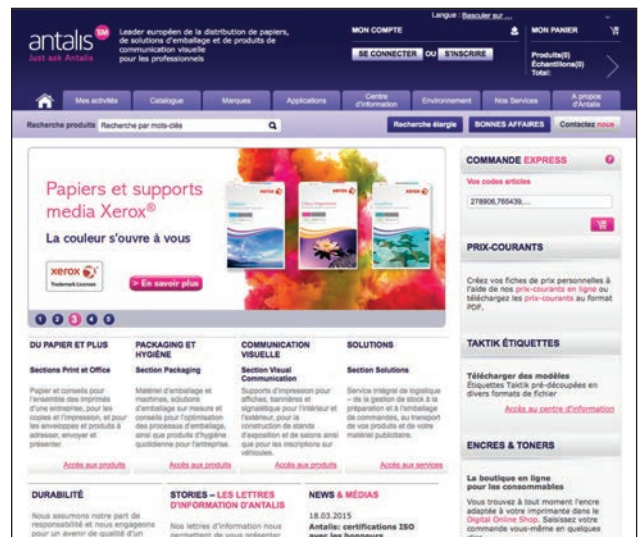 Langue : Basculer sur ...
antalis TM
Just ask Antalis
Leader européen de la distribution de papiers,
de solutions d'emballage et de produits de
communication visuelle
pour les professionnels
MON COMPTE
SE CONNECTER OU S'INSCRIRE
MON PANIER
Produits(0)
Échantillons(0)
Total:
Mes activités
Catalogue
Marques
Applications
Centre
d'information
Environnement
Nos Services
A propos
d'Antalis
Recherche produits Recherche par mots-clés
Recherche élargie
BONNES AFFAIRES
Contactez nous
Papiers et supports
media Xerox®
La couleur s'ouvre à vous
xerox
Trademark Licensee
> En savoir plus
xerox
xerox
xerox
1 2 3 4 5
COMMANDE EXPRESS ?
Vos codes articles
278906,765439,...
PRIX-COURANTS
Créez vos fiches de prix personnelles à
l'aide de nos prix-courants en ligne ou
téléchargez les prix-courants au format
PDF.
TAKTIK ÉTIQUETTES
Télécharger des modèles
Étiquettes Taktik pré-découpées en
divers formats de fichier
Accès au centre d'information
ENCRES & TONERS
La boutique en ligne
pour les consommables
Vous trouvez à tout moment l'encre
adaptée à votre imprimante dans le
Digital Online Shop. Saisissez votre
commande vous-même en quelques
DU PAPIER ET PLUS
Sections Print et Office
Papier et conseils pour
l'ensemble des imprimés
d'une entreprise, pour les
copies et l'impression, et pour
les enveloppes et produits à
adresser, envoyer et
présenter.
Accès aux produits
PACKAGING ET
HYGIÈNE
Section Packaging
Matériel d'emballage et
machines, solutions
d'emballage sur mesure et
conseils pour l'optimisation
des processus d'emballage,
ainsi que produits d'hygiène
quotidienne pour l'entreprise.
Accès aux produits
COMMUNICATION
VISUELLE
Section Visual
Communication
Supports d'impression pour
affiches, bannières et
signalétique pour l'intérieur et
l'extérieur, pour la
construction de stands
d'exposition et de salons ainsi
que pour les inscriptions sur
véhicules.
Accès aux produits
SOLUTIONS
Section Solutions
Service intégral de logistique
– de la gestion de stock à la
préparation et à l'emballage
de commandes, au transport
de vos produits et de votre
matériel publicitaire.
Accès aux services
DURABILITÉ
Nous assumons notre part de
responsabilité et nous engageons
pour un avenir de qualité d'un
STORIES – LES LETTRES
D'INFORMATION D'ANTALIS
Nos lettres d'information nous
permettent de vous présenter
NEWS & MÉDIAS
18.03.2015
Antalis: certifications ISO
avec les honneurs